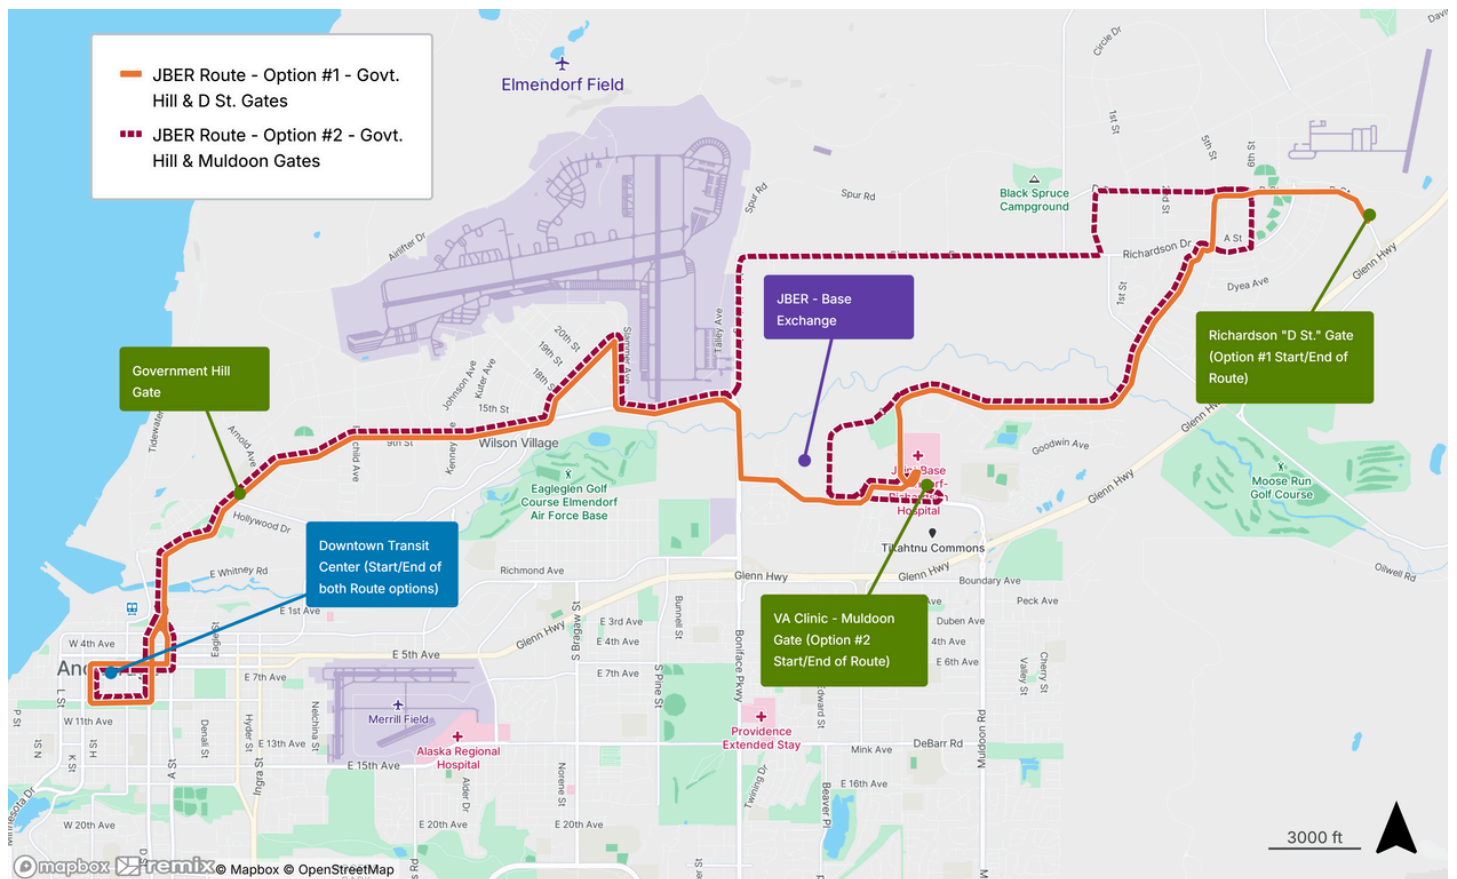 JBER Route - Option #1 - Govt.
Hill & D St. Gates
JBER Route - Option #2 - Govt.
Hill & Muldoon Gates
Elmendorf Field
Circle Dr
1st St
5th St
6th St
Spur Rd
Spur Rd
Black Spruce
Campground
Airlifter Dr
Richardson Dr
A St
Glenn Hwy
Dyea Ave
1st St
Talley Ave
JBER - Base
Exchange
Richardson "D St." Gate
(Option #1 Start/End of
Route)
20th St
19th St
18th St
Johnson Ave
Kuter Ave
15th St
Government Hill
Gate
Tidewater
Arnold Ave
9th St
Kenney Ave
Wilson Village
Goodwin Ave
Glenn Hwy
Eagleglen Golf
Course Elmendorf
Air Force Base
Moose Run
Golf Course
Hospital
Hollywood Dr
Downtown Transit
Center (Start/End of
both Route options)
Tikahtnu Commons
E Whitney Rd
Richmond Ave
Glenn Hwy
Glenn Hwy
Boundary Ave
Oilwell Rd
E 1st Ave
Peck Ave
VA Clinic - Muldoon
Gate (Option #2
Start/End of Route)
Bunnell St
E 3rd Ave
Duben Ave
W 4th Ave
Eagle St
Glenn Hwy
E 4th Ave
4th Ave
E 5th Ave
E 6th Ave
E 7th Ave
E 7th Ave
S Pine St
Boniface Pkwy
Cherry St
Valley St
L St
P St
W 11th Ave
Merrill Field
Providence
Extended Stay
Edward St
N St
K St
H St
Denali St
Hyder St
Nelchina St
E 13th Ave
Alaska Regional
Hospital
Mink Ave
DeBarr Rd
Muldoon Rd
A St
Ingra St
E 15th Ave
Alder Dr
Norene St
Twining Dr
Beaver Pl
E 16th Ave
W 20th Ave
E 20th Ave
E 20th Ave
3000 ft
mapbox remix © Mapbox © OpenStreetMap